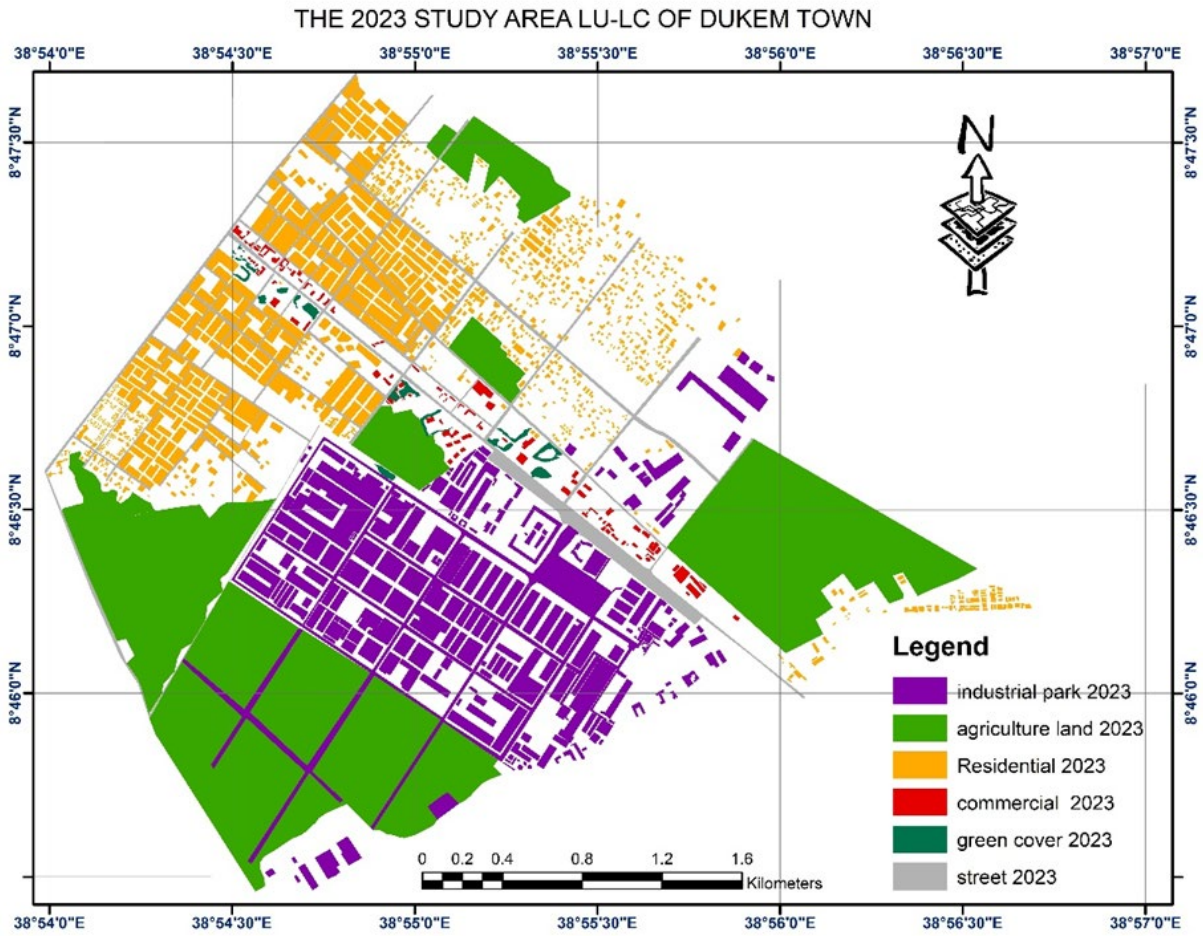 THE 2023 STUDY AREA LU-LC OF DUKEM TOWN
38°54'0"E 38°54'30"E 38°55'0"E 38°55'30"E 38°56'0"E 38°56'30"E 38°57'0"E
8°47'30"N 8°47'30"N
N
8°47'0"N 8°47'0"N
8°46'30"N 8°46'30"N
8°46'0"N 8°46'0"N
Legend
industrial park 2023
agriculture land 2023
Residential 2023
commercial 2023
green cover 2023
street 2023
0 0.2 0.4 0.8 1.2 1.6
Kilometers
38°54'0"E 38°54'30"E 38°55'0"E 38°55'30"E 38°56'0"E 38°56'30"E 38°57'0"E